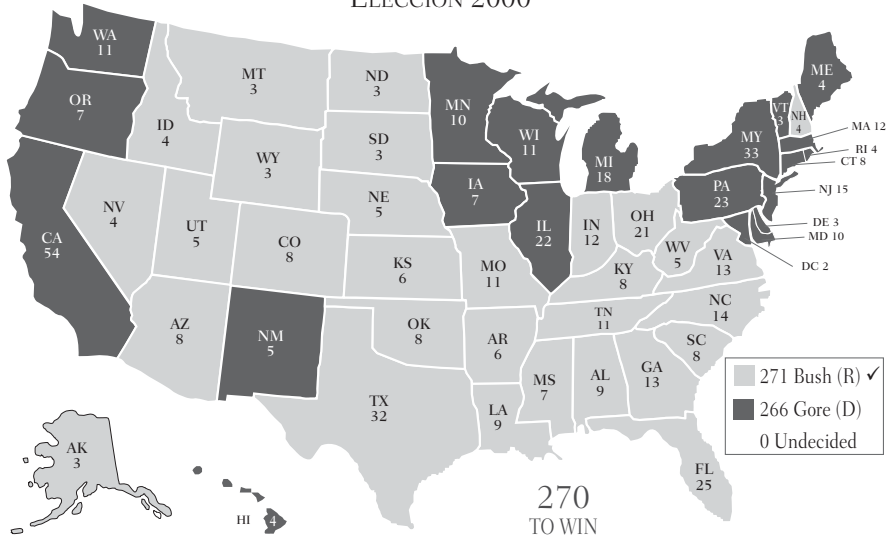 ELECCIÓN 2000
WA
11
OR
7
CA
54
ID
4
NV
4
MT
3
WY
3
UT
5
AZ
8
CO
8
NM
5
ND
3
SD
3
NE
5
KS
6
OK
8
TX
32
MN
10
IA
7
MO
11
AR
6
LA
9
WI
11
IL
22
MI
18
IN
12
OH
21
KY
8
TN
11
MS
7
AL
9
GA
13
FL
25
SC
8
NC
14
VA
13
WV
5
PA
23
MY
33
VT
3
NH
4
ME
4
MA 12
RI 4
CT 8
NJ 15
DE 3
MD 10
DC 2
AK
3
HI 4
271 Bush (R) ✓
266 Gore (D)
0 Undecided
270
TO WIN